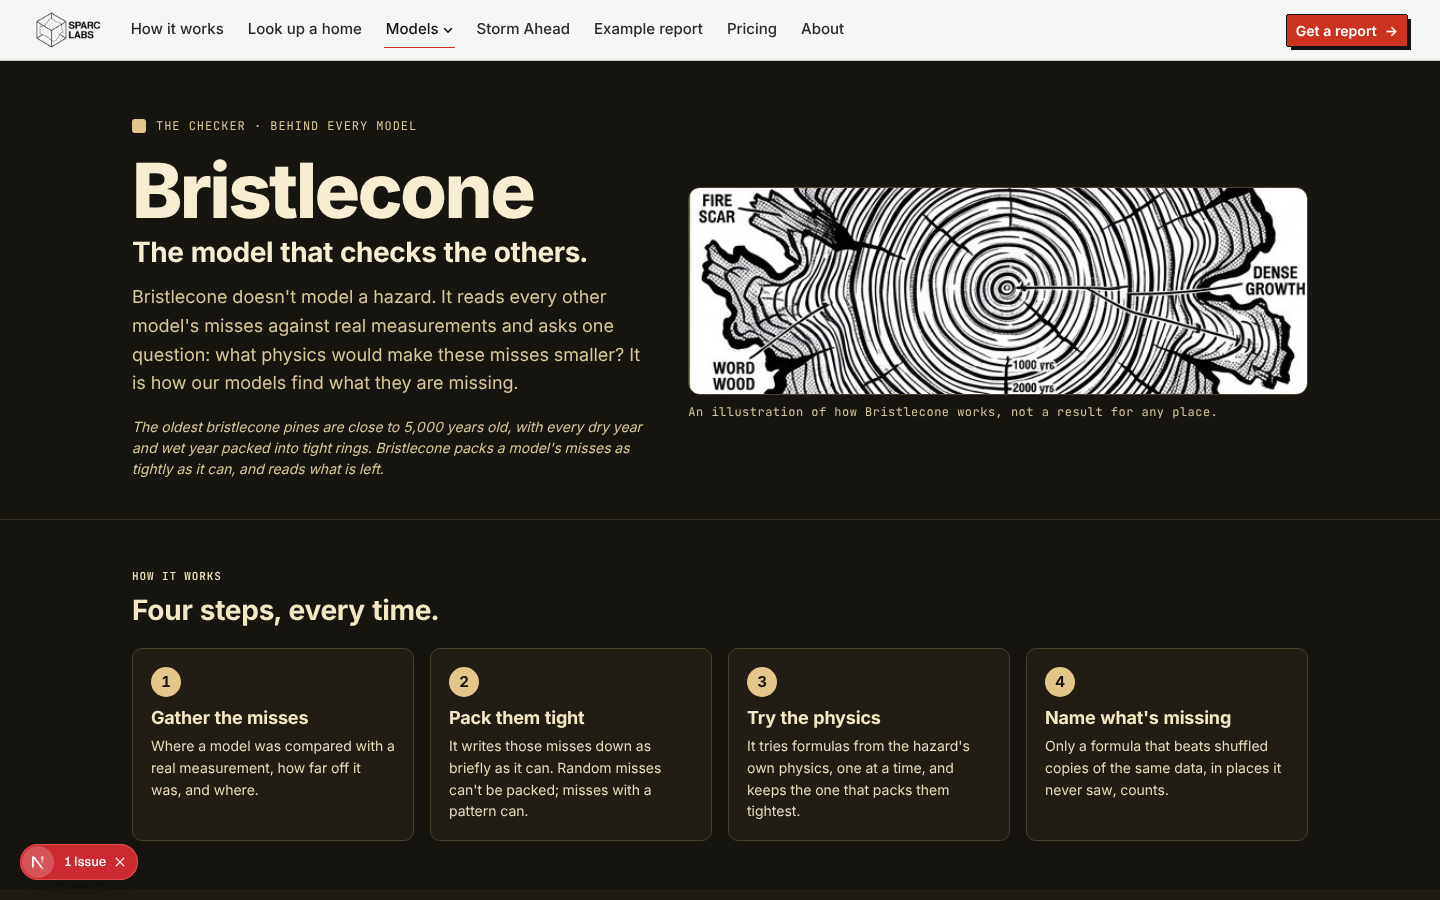 SPARC
LABS
How it works
Look up a home
Models
Storm Ahead
Example report
Pricing
About
Get a report →
THE CHECKER · BEHIND EVERY MODEL
Bristlecone
The model that checks the others.
Bristlecone doesn't model a hazard. It reads every other
model's misses against real measurements and asks one
question: what physics would make these misses smaller? It
is how our models find what they are missing.
The oldest bristlecone pines are close to 5,000 years old, with every dry year
and wet year packed into tight rings. Bristlecone packs a model's misses as
tightly as it can, and reads what is left.
FIRE
SCAR
DENSE
GROWTH
WORD
WOOD
1000 yrs
2000 yrs
An illustration of how Bristlecone works, not a result for any place.
HOW IT WORKS
Four steps, every time.
1
Gather the misses
Where a model was compared with a
real measurement, how far off it
was, and where.
2
Pack them tight
It writes those misses down as
briefly as it can. Random misses
can't be packed; misses with a
pattern can.
3
Try the physics
It tries formulas from the hazard's
own physics, one at a time, and
keeps the one that packs them
tightest.
4
Name what's missing
Only a formula that beats shuffled
copies of the same data, in places it
never saw, counts.
N
1 Issue